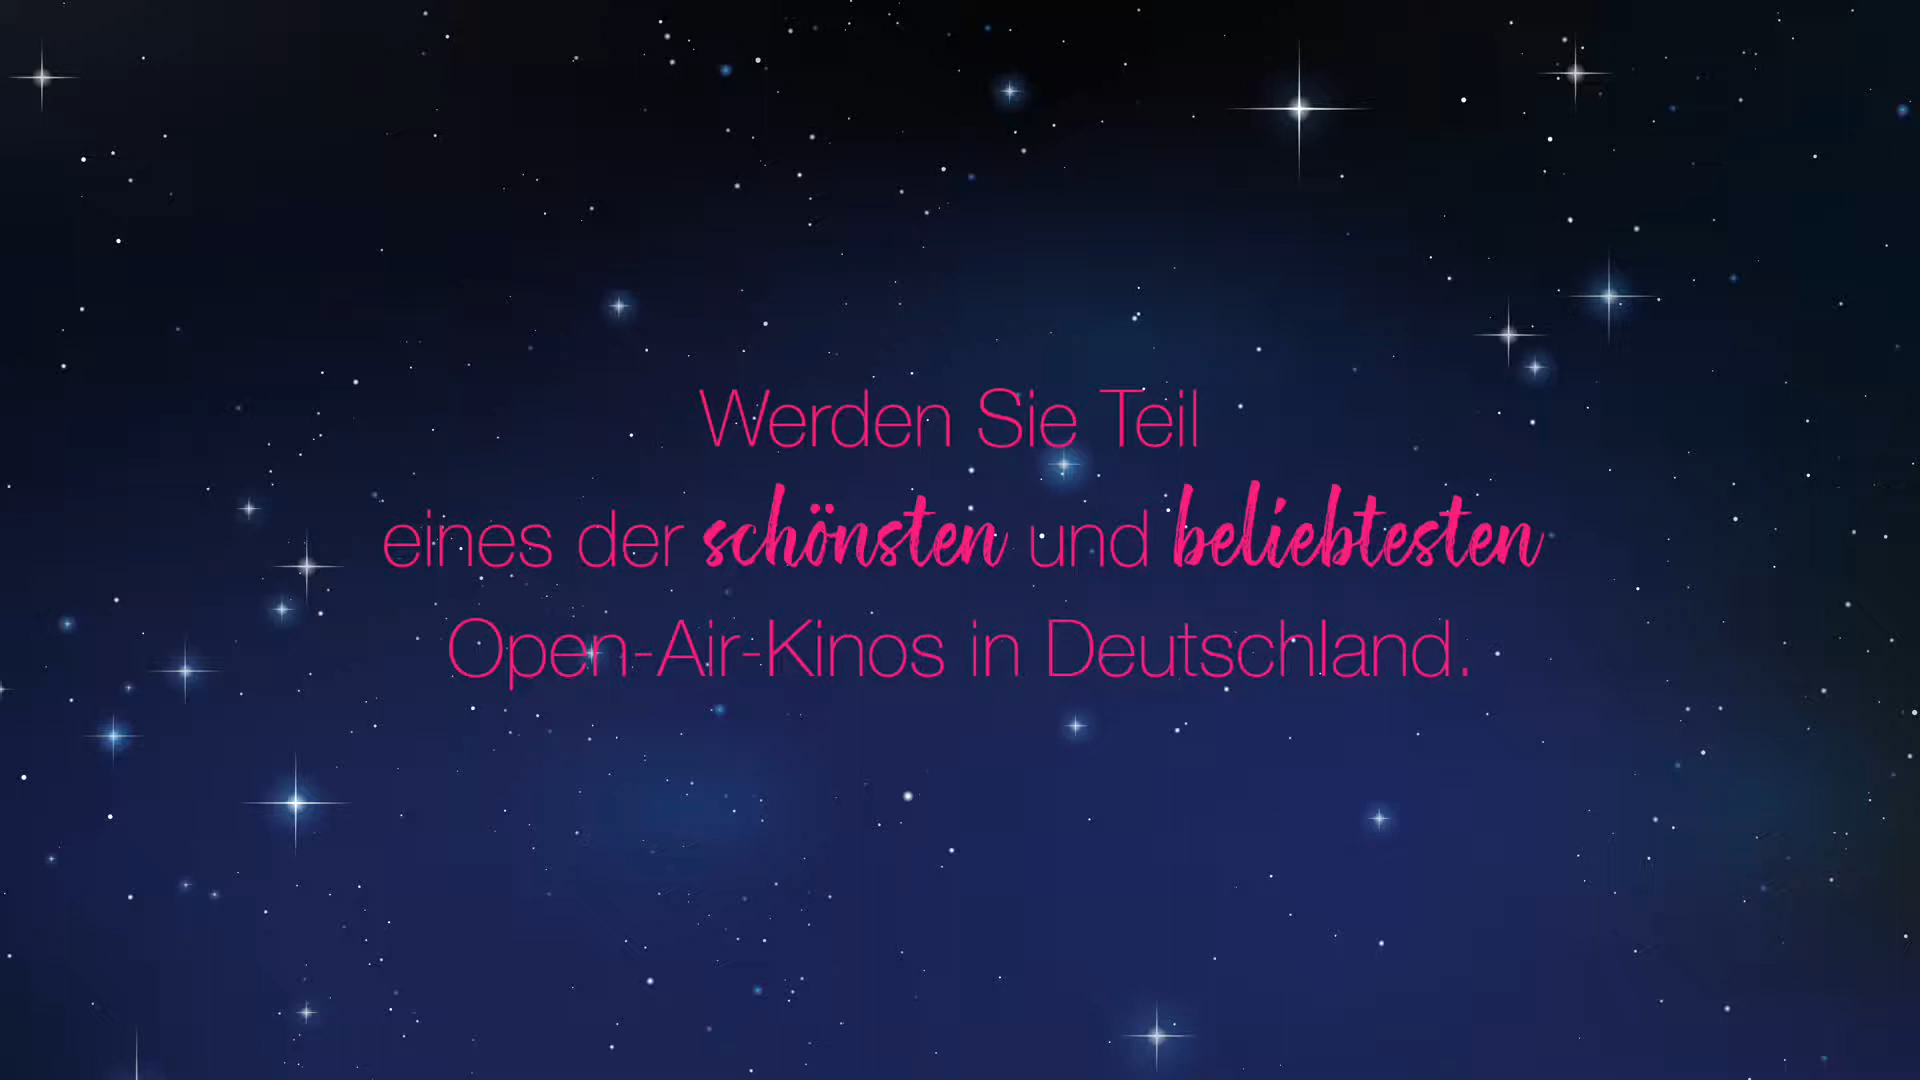 Werden Sie Teil
eines der schönsten und beliebtesten
Open-Air-Kinos in Deutschland.